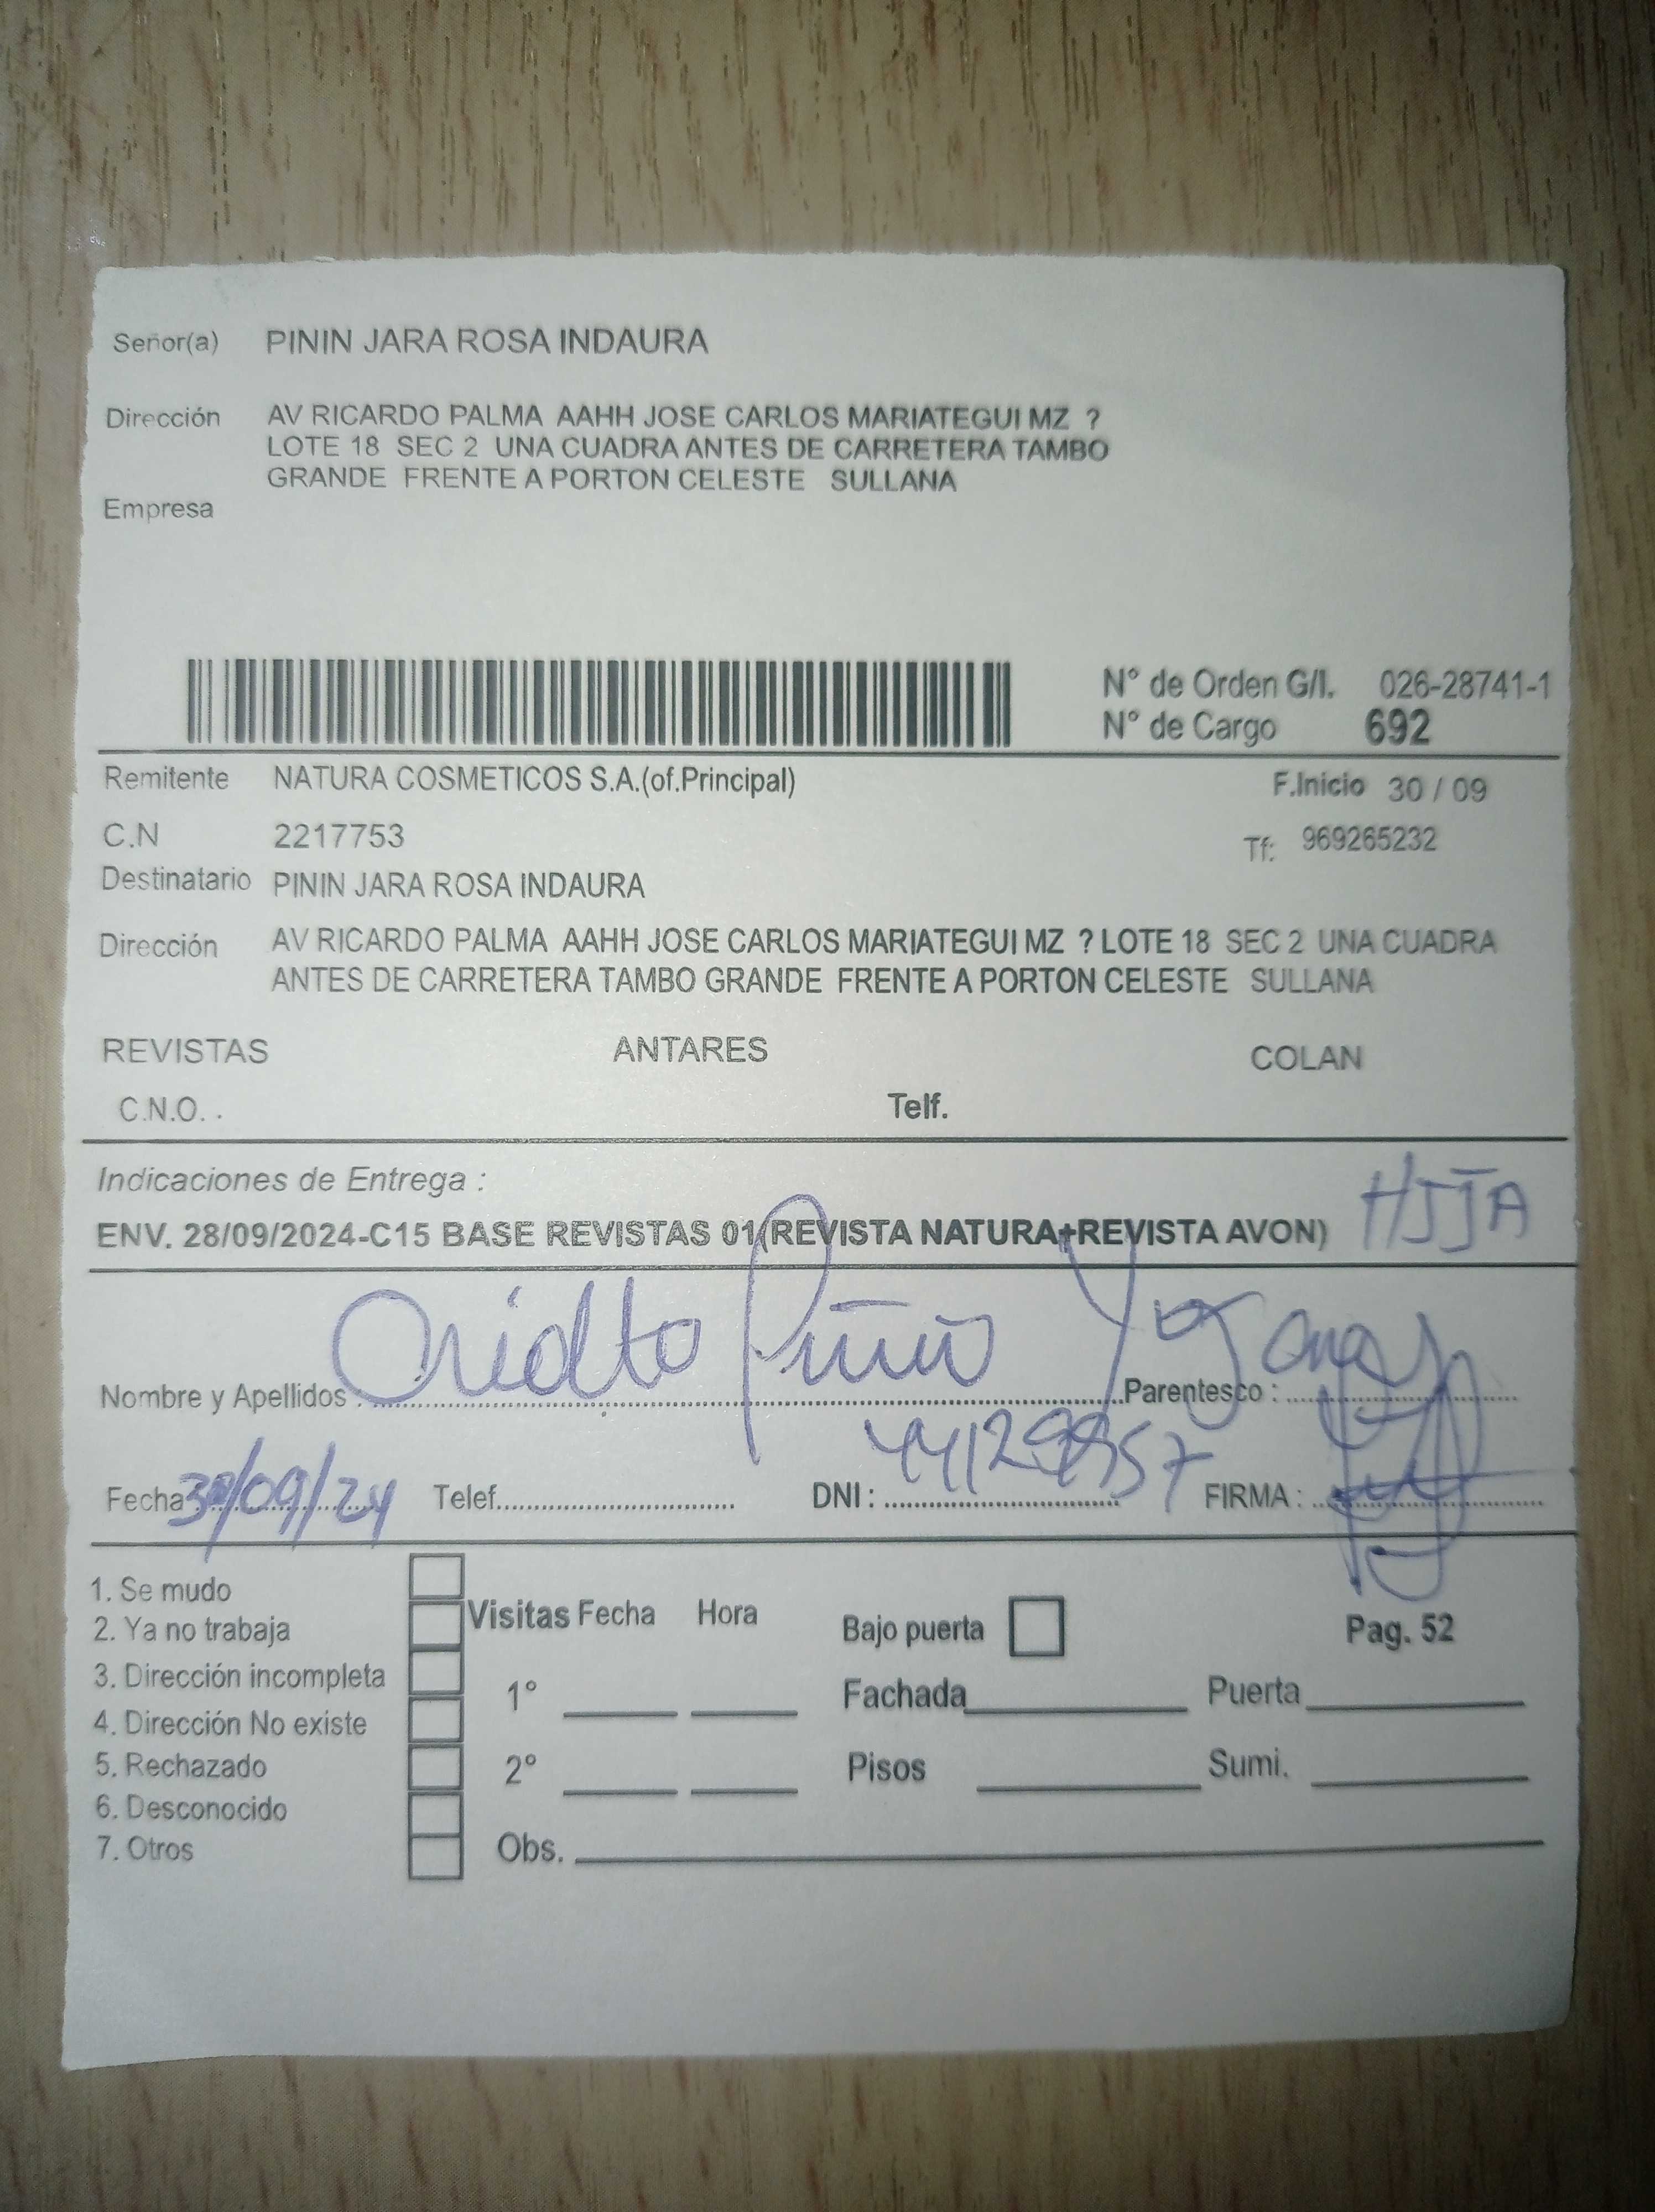 Señor(a) PININ JARA ROSA INDAURA
Dirección AV RICARDO PALMA AAHH JOSE CARLOS MARIATEGUI MZ ?
LOTE 18 SEC 2 UNA CUADRA ANTES DE CARRETERA TAMBO
GRANDE FRENTE A PORTON CELESTE SULLANA
Empresa
N° de Orden G/I. 026-28741-1
N° de Cargo 692
Remitente NATURA COSMETICOS S.A.(of.Principal) F.Inicio 30 / 09
C.N 2217753 Tf: 969265232
Destinatario PININ JARA ROSA INDAURA
Dirección AV RICARDO PALMA AAHH JOSE CARLOS MARIATEGUI MZ ? LOTE 18 SEC 2 UNA CUADRA
ANTES DE CARRETERA TAMBO GRANDE FRENTE A PORTON CELESTE SULLANA
REVISTAS ANTARES COLAN
C.N.O. . Telf.
Indicaciones de Entrega :
ENV. 28/09/2024-C15 BASE REVISTAS 01(REVISTA NATURA+REVISTA AVON) HIJA
Nombre y Apellidos : Parentesco :
Fecha 30/09/24 Telef. DNI : FIRMA :
1. Se mudo
2. Ya no trabaja
3. Dirección incompleta
4. Dirección No existe
5. Rechazado
6. Desconocido
7. Otros
Visitas Fecha Hora Bajo puerta Pag. 52
1° Fachada Puerta
2° Pisos Sumi.
Obs.